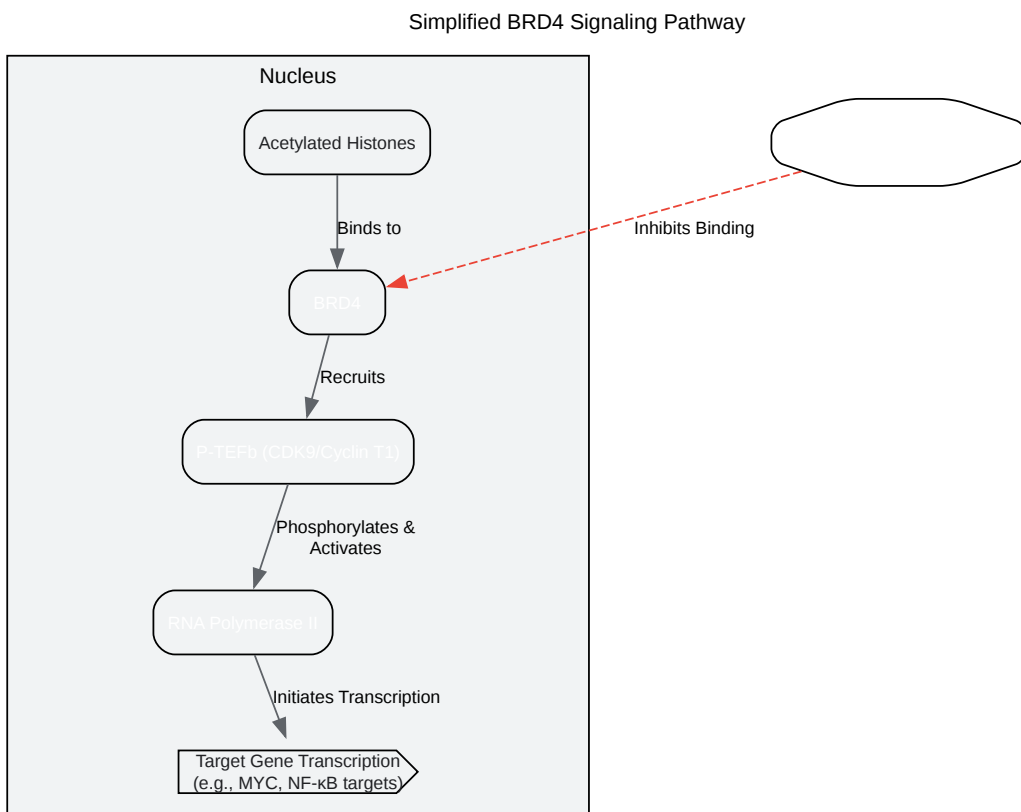 Simplified BRD4 Signaling Pathway
Nucleus
Acetylated Histones
Binds to
Inhibits Binding
BRD4
Recruits
P-TEFb (CDK9/Cyclin T1)
Phosphorylates &
Activates
RNA Polymerase II
Initiates Transcription
Target Gene Transcription
(e.g., MYC, NF-κB targets)